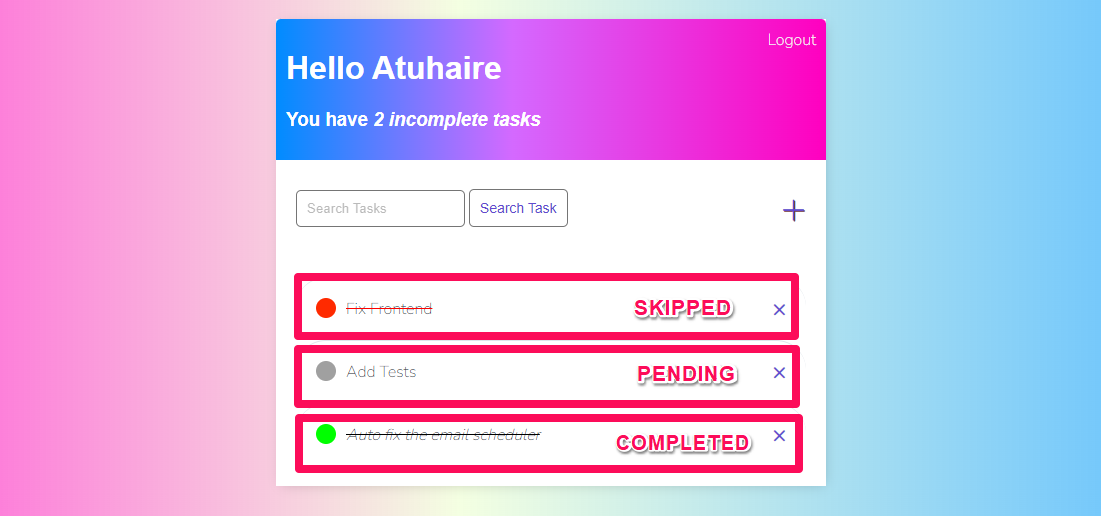 Logout
Hello Atuhaire
You have 2 incomplete tasks
Search Tasks
Search Task
Fix Frontend
SKIPPED
Add Tests
PENDING
Auto fix the email scheduler
COMPLETED